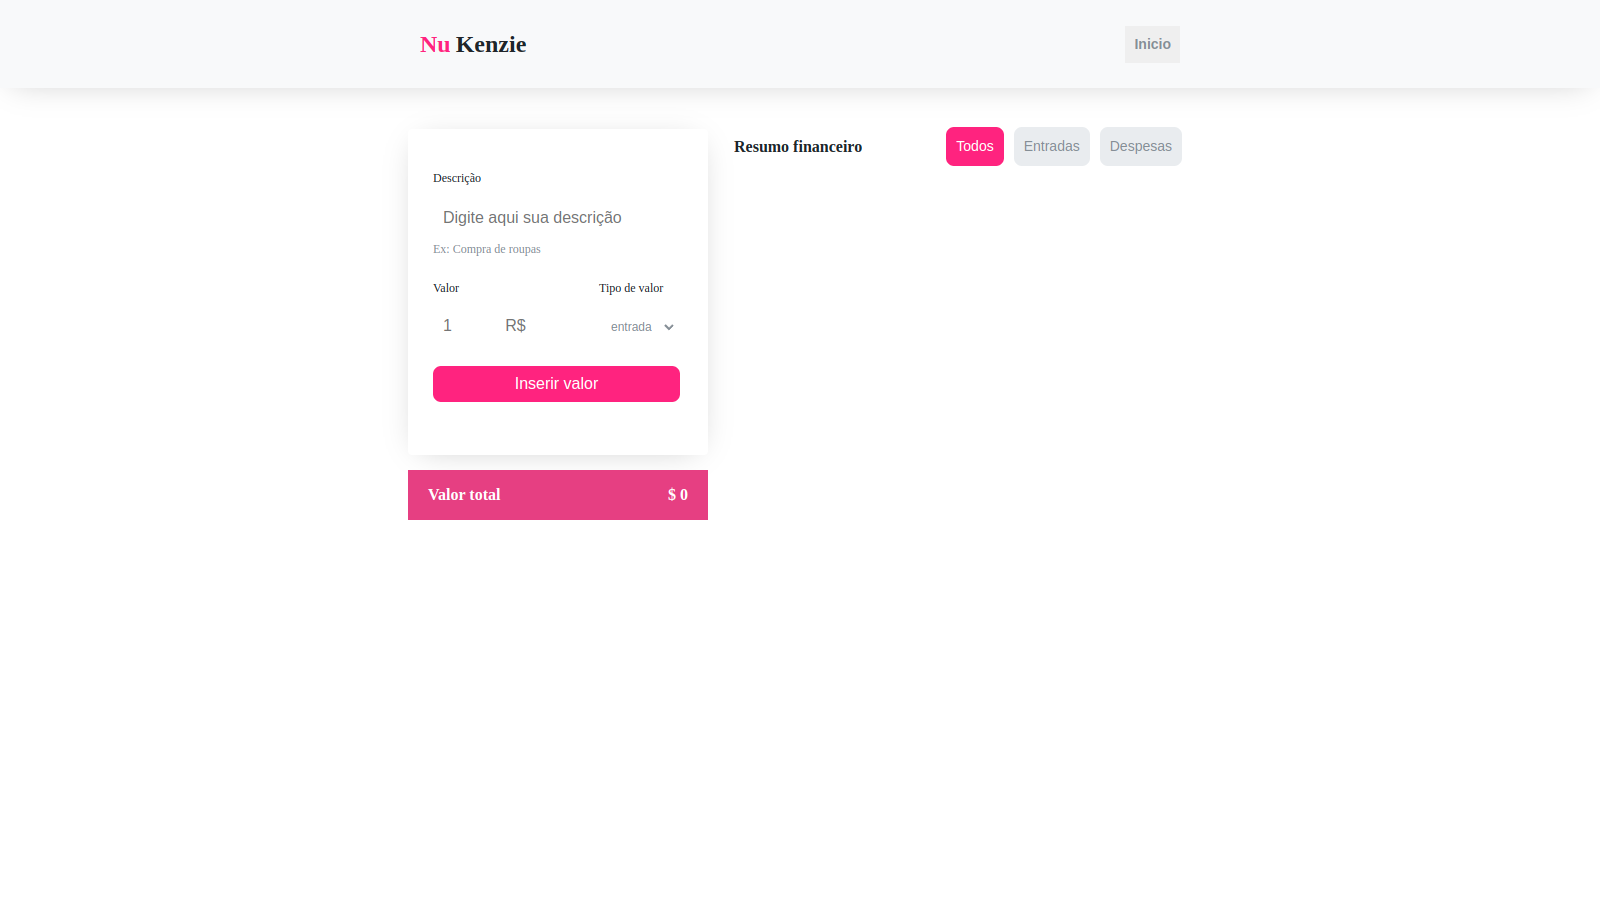 Nu Kenzie
Inicio
Descrição
Digite aqui sua descrição
Ex: Compra de roupas
Valor Tipo de valor
1 R$ entrada
Inserir valor
Valor total $ 0
Resumo financeiro
Todos Entradas Despesas